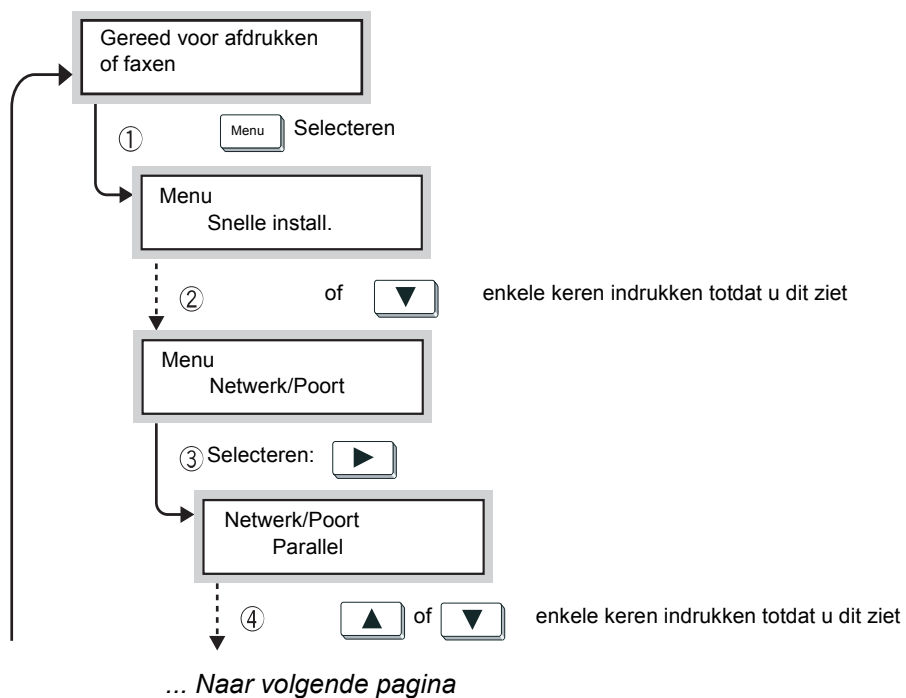 Gereed voor afdrukken
of faxen
① Menu Selecteren
Menu
Snelle install.
② of ▼ enkele keren indrukken totdat u dit ziet
Menu
Netwerk/Poort
③ Selecteren: ▶
Netwerk/Poort
Parallel
④ ▲ of ▼ enkele keren indrukken totdat u dit ziet
... Naar volgende pagina